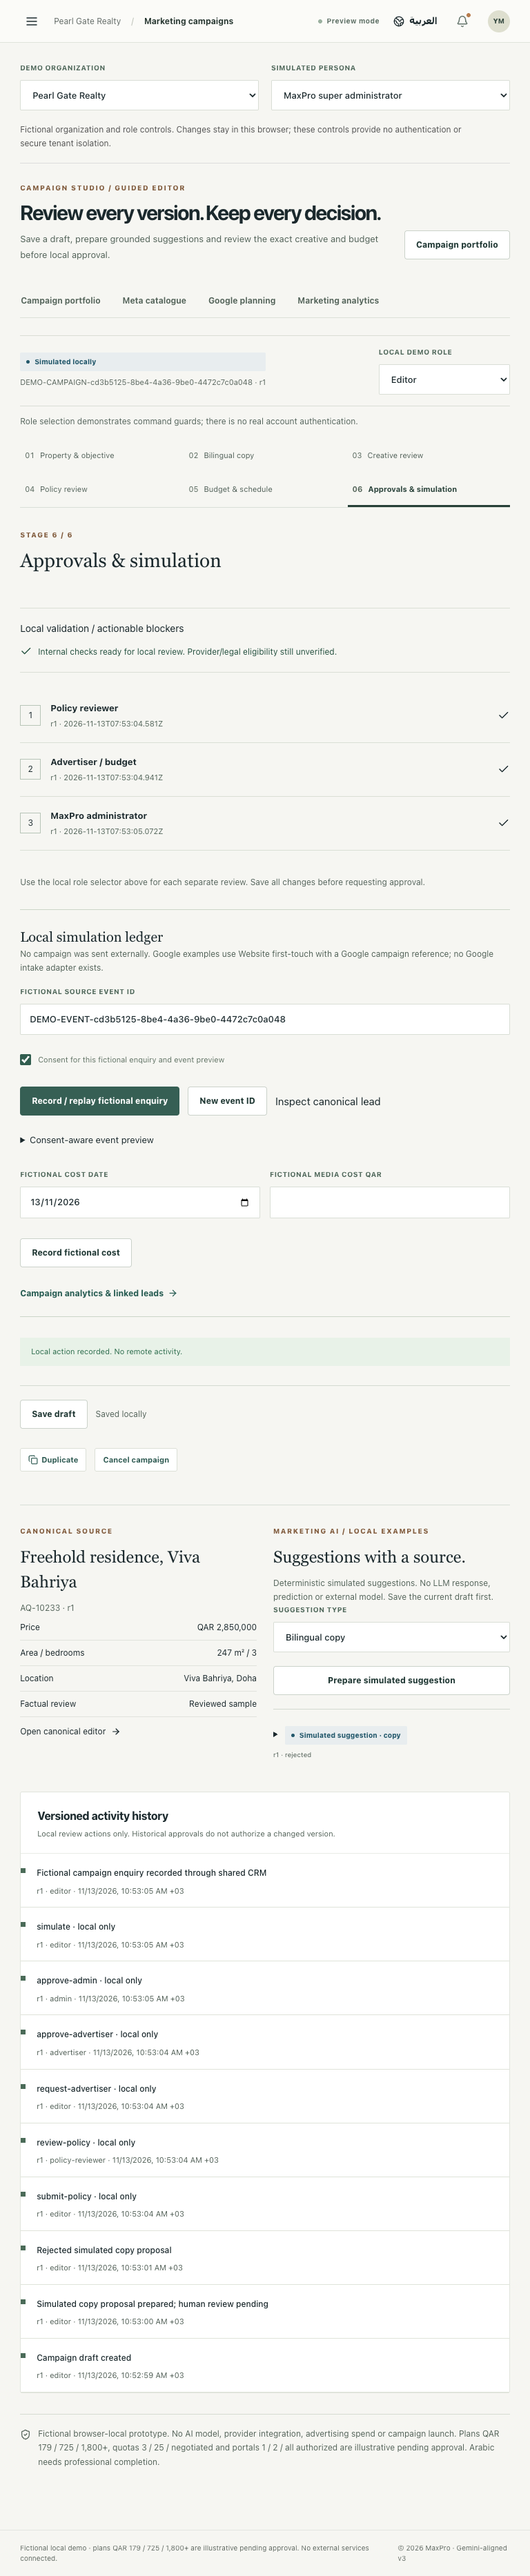 Pearl Gate Realty / Marketing campaigns
Preview mode
العربية
YM
DEMO ORGANIZATION
Pearl Gate Realty
SIMULATED PERSONA
MaxPro super administrator
Fictional organization and role controls. Changes stay in this browser; these controls provide no authentication or
secure tenant isolation.
CAMPAIGN STUDIO / GUIDED EDITOR
Review every version. Keep every decision.
Save a draft, prepare grounded suggestions and review the exact creative and budget
before local approval.
Campaign portfolio
Campaign portfolio
Meta catalogue
Google planning
Marketing analytics
Simulated locally
DEMO-CAMPAIGN-cd3b5125-8be4-4a36-9be0-4472c7c0a048 · r1
LOCAL DEMO ROLE
Editor
Role selection demonstrates command guards; there is no real account authentication.
01 Property & objective
02 Bilingual copy
03 Creative review
04 Policy review
05 Budget & schedule
06 Approvals & simulation
STAGE 6 / 6
Approvals & simulation
Local validation / actionable blockers
Internal checks ready for local review. Provider/legal eligibility still unverified.
1
Policy reviewer
r1 · 2026-11-13T07:53:04.581Z
2
Advertiser / budget
r1 · 2026-11-13T07:53:04.941Z
3
MaxPro administrator
r1 · 2026-11-13T07:53:05.072Z
Use the local role selector above for each separate review. Save all changes before requesting approval.
Local simulation ledger
No campaign was sent externally. Google examples use Website first-touch with a Google campaign reference; no Google
intake adapter exists.
FICTIONAL SOURCE EVENT ID
DEMO-EVENT-cd3b5125-8be4-4a36-9be0-4472c7c0a048
Consent for this fictional enquiry and event preview
Record / replay fictional enquiry
New event ID
Inspect canonical lead
Consent-aware event preview
FICTIONAL COST DATE
13/11/2026
FICTIONAL MEDIA COST QAR
Record fictional cost
Campaign analytics & linked leads
Local action recorded. No remote activity.
Save draft
Saved locally
Duplicate
Cancel campaign
CANONICAL SOURCE
Freehold residence, Viva
Bahriya
AQ-10233 · r1
Price QAR 2,850,000
Area / bedrooms 247 m² / 3
Location Viva Bahriya, Doha
Factual review Reviewed sample
Open canonical editor
MARKETING AI / LOCAL EXAMPLES
Suggestions with a source.
Deterministic simulated suggestions. No LLM response,
prediction or external model. Save the current draft first.
SUGGESTION TYPE
Bilingual copy
Prepare simulated suggestion
Simulated suggestion · copy
r1 · rejected
Versioned activity history
Local review actions only. Historical approvals do not authorize a changed version.
Fictional campaign enquiry recorded through shared CRM
r1 · editor · 11/13/2026, 10:53:05 AM +03
simulate · local only
r1 · editor · 11/13/2026, 10:53:05 AM +03
approve-admin · local only
r1 · admin · 11/13/2026, 10:53:05 AM +03
approve-advertiser · local only
r1 · advertiser · 11/13/2026, 10:53:04 AM +03
request-advertiser · local only
r1 · editor · 11/13/2026, 10:53:04 AM +03
review-policy · local only
r1 · policy-reviewer · 11/13/2026, 10:53:04 AM +03
submit-policy · local only
r1 · editor · 11/13/2026, 10:53:04 AM +03
Rejected simulated copy proposal
r1 · editor · 11/13/2026, 10:53:01 AM +03
Simulated copy proposal prepared; human review pending
r1 · editor · 11/13/2026, 10:53:00 AM +03
Campaign draft created
r1 · editor · 11/13/2026, 10:52:59 AM +03
Fictional browser-local prototype. No AI model, provider integration, advertising spend or campaign launch. Plans QAR
179 / 725 / 1,800+, quotas 3 / 25 / negotiated and portals 1 / 2 / all authorized are illustrative pending approval. Arabic
needs professional completion.
Fictional local demo · plans QAR 179 / 725 / 1,800+ are illustrative pending approval. No external services
connected.
© 2026 MaxPro · Gemini-aligned
v3